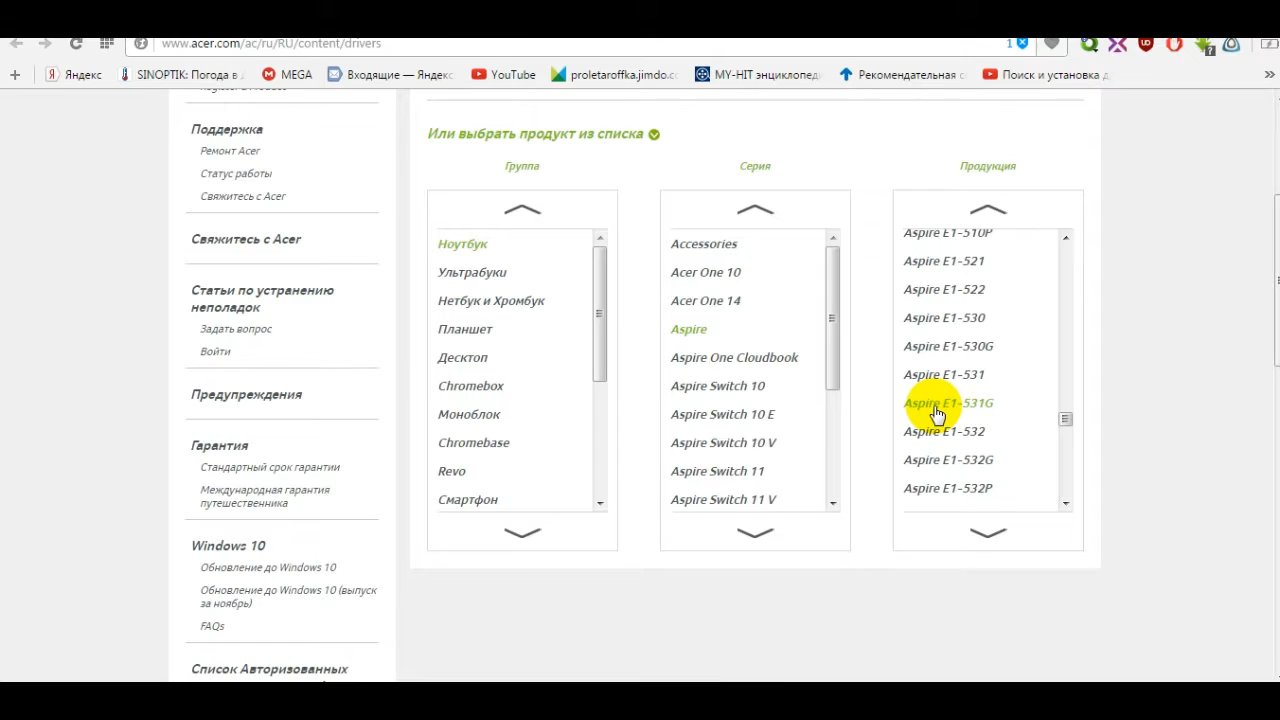 www.acer.com/ac/ru/RU/content/drivers
1
Яндекс
SINOPTIK: Погода в
MEGA
Входящие — Яндекс
YouTube
proletaroffka.jimdo.cc
MY-HIT энциклопеди
Рекомендательная с
Поиск и установка д
Register a Product
Поддержка
Ремонт Acer
Статус работы
Свяжитесь с Acer
Свяжитесь с Acer
Статьи по устранению
неполадок
Задать вопрос
Войти
Предупреждения
Гарантия
Стандартный срок гарантии
Международная гарантия
путешественника
Windows 10
Обновление до Windows 10
Обновление до Windows 10 (выпуск
за ноябрь)
FAQs
Список Авторизованных
Или выбрать продукт из списка
Группа
Ноутбук
Ультрабуки
Нетбук и Хромбук
Планшет
Десктоп
Chromebox
Моноблок
Chromebase
Revo
Смартфон
Серия
Accessories
Acer One 10
Acer One 14
Aspire
Aspire One Cloudbook
Aspire Switch 10
Aspire Switch 10 E
Aspire Switch 10 V
Aspire Switch 11
Aspire Switch 11 V
Продукция
Aspire E1-510P
Aspire E1-521
Aspire E1-522
Aspire E1-530
Aspire E1-530G
Aspire E1-531
Aspire E1-531G
Aspire E1-532
Aspire E1-532G
Aspire E1-532P